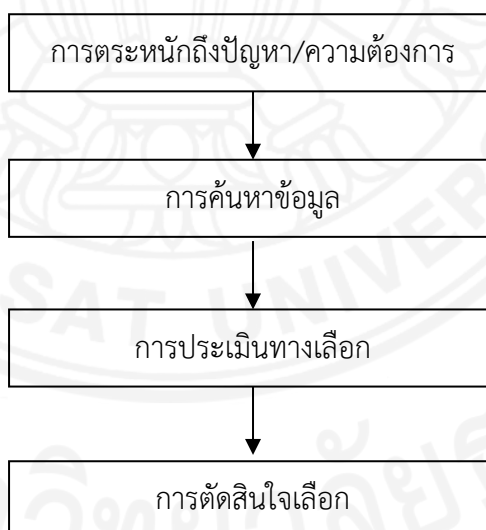 การตระหนักถึงปัญหา/ความต้องการ
การค้นหาข้อมูล
การประเมินทางเลือก
การตัดสินใจเลือก